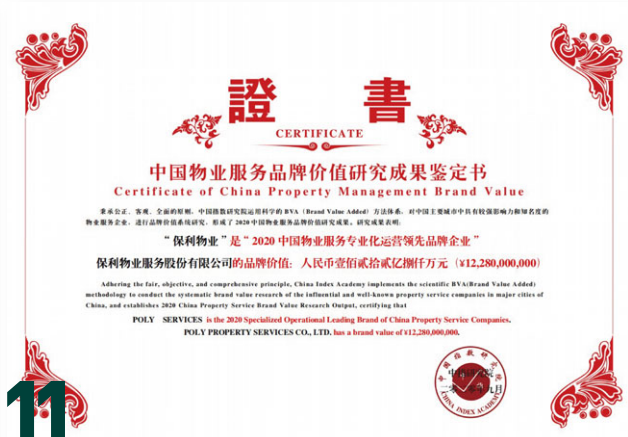 證 書
CERTIFICATE
中国物业服务品牌价值研究成果鉴定书
Certificate of China Property Management Brand Value
秉承公正、客观、全面的原则，中国指数研究院运用科学的 BVA（Brand Value Added）方法体系，对中国主要城市中具有较强影响力和知名度的
物业服务企业，进行品牌价值系统研究，形成了 2020 中国物业服务品牌价值研究成果。研究成果表明：
“保利物业”是“2020 中国物业服务专业化运营领先品牌企业”
保利物业服务股份有限公司的品牌价值：人民币壹佰贰拾贰亿捌仟万元（¥12,280,000,000）
Adhering the fair, objective, and comprehensive principle, China Index Academy implements the scientific BVA(Brand Value Added)
methodology to conduct the systematic brand value research of the influential and well-known property service companies in major cities of
China, and establishes 2020 China Property Service Brand Value Research Output, certifying that
POLY SERVICES is the 2020 Specialized Operational Leading Brand of China Property Service Companies.
POLY PROPERTY SERVICES CO., LTD. has a brand value of ¥12,280,000,000.
中国指数研究院
CHINA INDEX ACADEMY
11